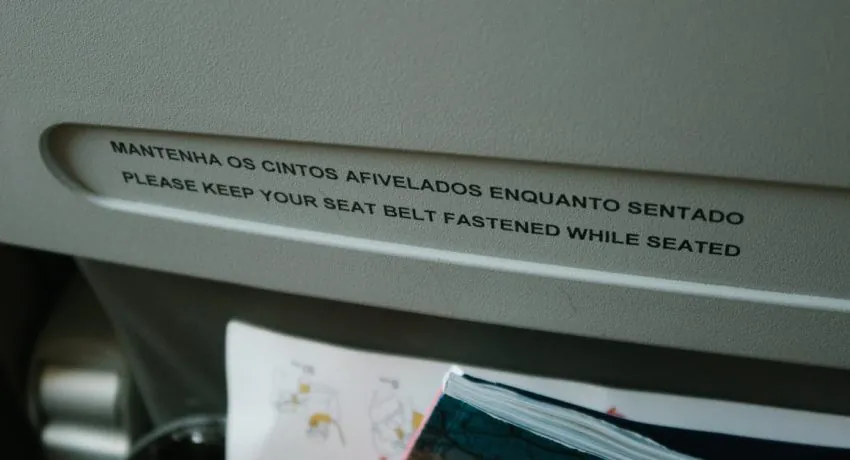 MANTENHA OS CINTOS AFIVELADOS ENQUANTO SENTADO
PLEASE KEEP YOUR SEAT BELT FASTENED WHILE SEATED